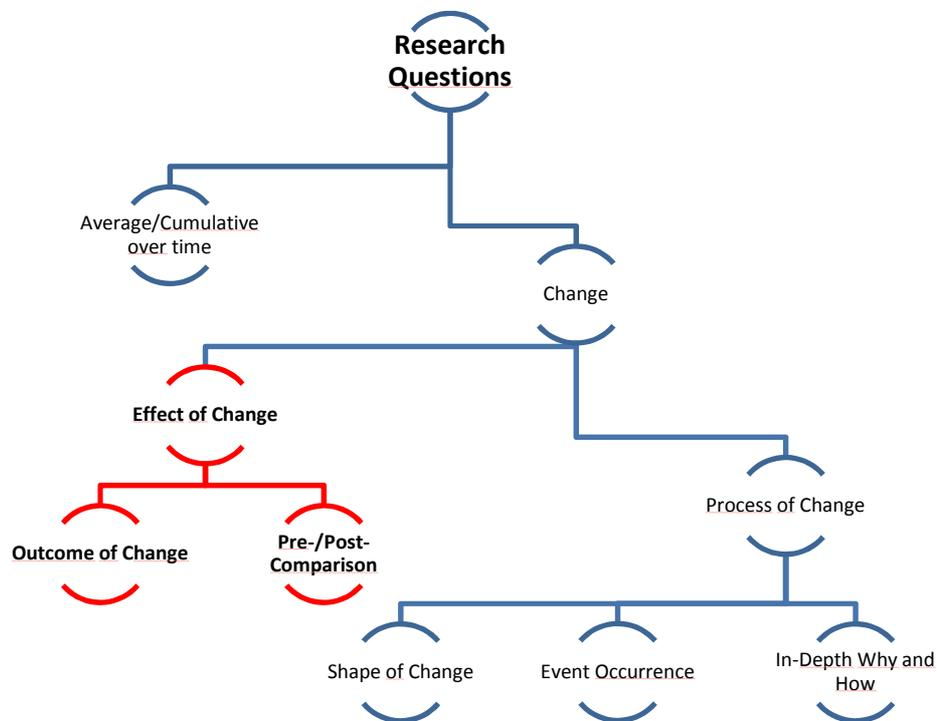 Research
Questions
Average/Cumulative
over time
Change
Effect of Change
Process of Change
Outcome of Change
Pre-/Post-
Comparison
Shape of Change
Event Occurrence
In-Depth Why and
How